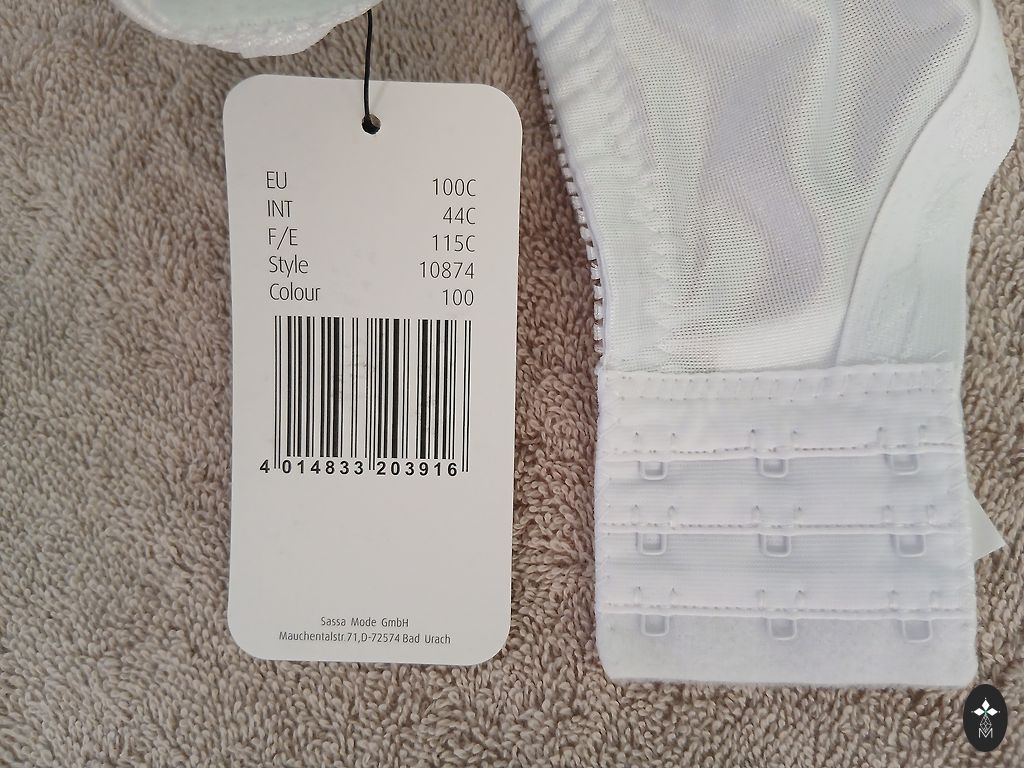 EU 100C
INT 44C
F/E 115C
Style 10874
Colour 100
4 014833 203916
Sassa Mode GmbH
Mauchentalstr.71,D-72574 Bad Urach
M